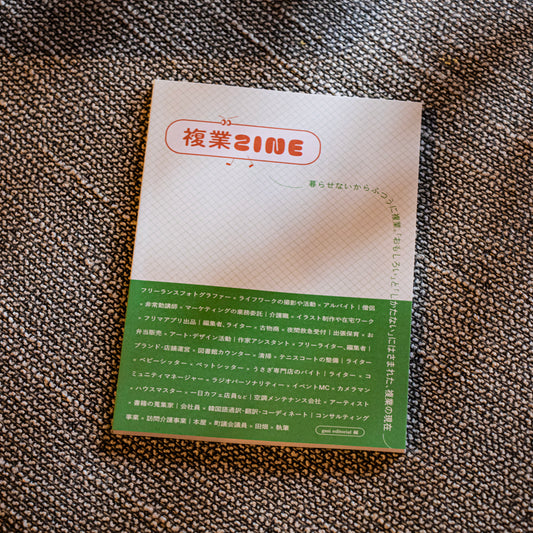 複業ZINE
暮らせないからふつうに複業。「おもしろい」と「しかたない」にはさまれた、複業の現在
フリーランスフォトグラファー × ライフワークの撮影や活動 × アルバイト｜僧侶
× 非常勤講師 × マーケティングの業務委託｜介護職 × イラスト制作や在宅ワーク
× フリマアプリ出品｜編集者、ライター × 古物商 × 夜間救急受付｜出張保育 × お
弁当販売 × アート・デザイン活動｜作家アシスタント × フリーライター、編集者｜
ブランド・店舗運営 × 図書館カウンター × 清掃・テニスコートの整備｜ライター
× ベビーシッター × ペットシッター × うさぎ専門店のバイト｜ライター × コ
ミュニティマネージャー × ラジオパーソナリティー × イベントMC × カメラマン
× ハウスマスター × 一日カフェ店員など｜空調メンテナンス会社 × アーティスト
× 書籍の蒐集家｜会社員 × 韓国語通訳・翻訳・コーディネート｜コンサルティング
事業 × 訪問介護事業｜本屋 × 町議会議員 × 田畑 × 執筆
gasi editorial 編